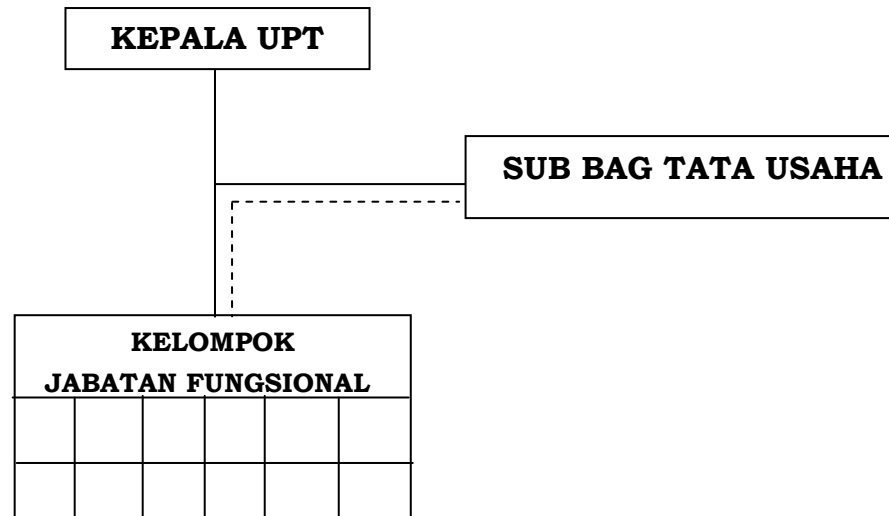 KEPALA UPT
SUB BAG TATA USAHA
KELOMPOK
JABATAN FUNGSIONAL